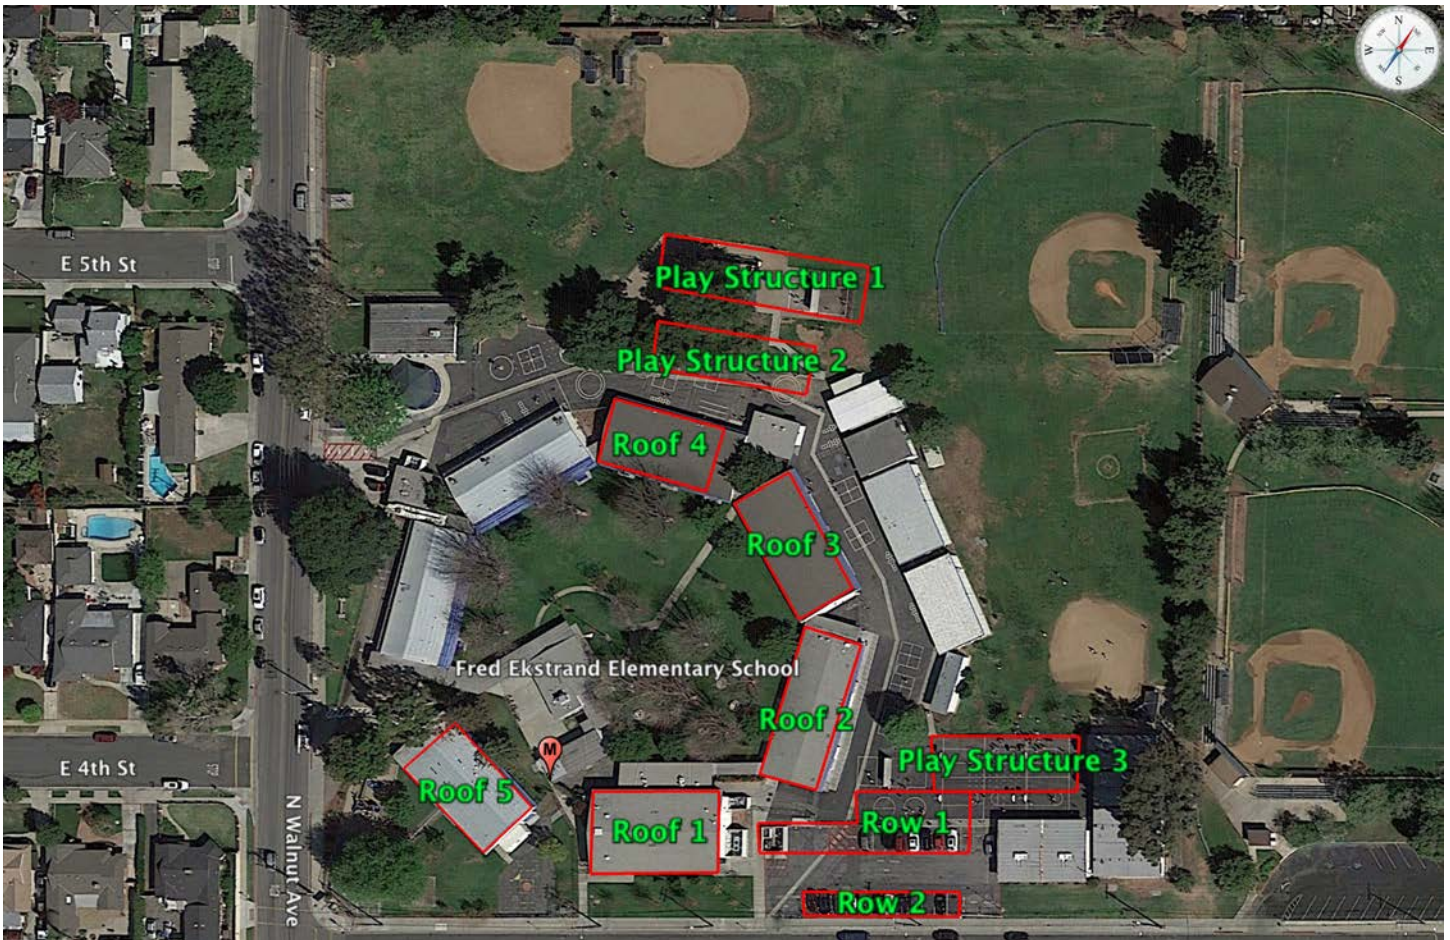 N
W
E
S
E 5th St
Play Structure 1
Play Structure 2
Roof 4
Roof 3
Fred Ekstrand Elementary School
Roof 2
M
E 4th St
Play Structure 3
Roof 5
Roof 1
Row 1
N Walnut Ave
Row 2